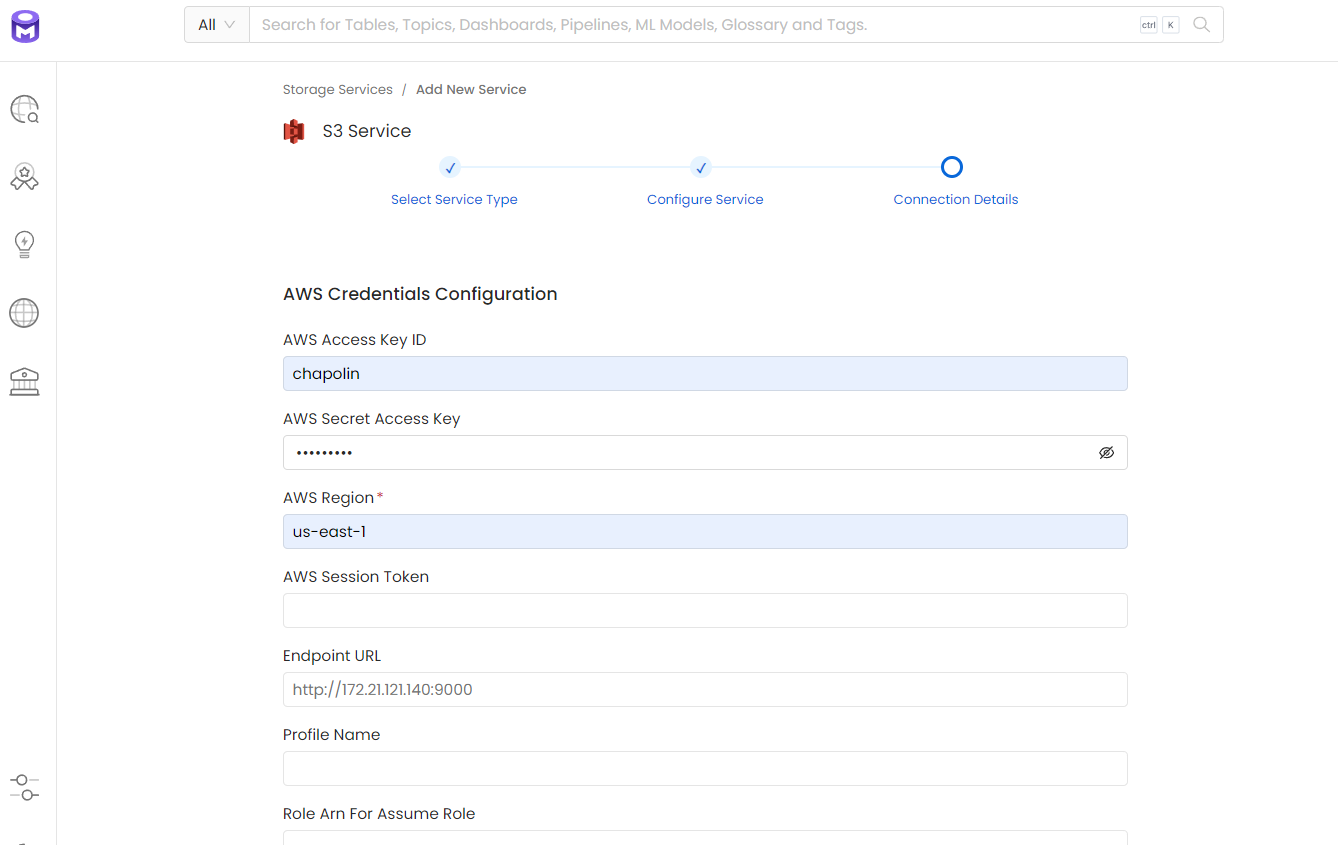 All Search for Tables, Topics, Dashboards, Pipelines, ML Models, Glossary and Tags. ctrl K
Storage Services / Add New Service
S3 Service
Select Service Type Configure Service Connection Details
AWS Credentials Configuration
AWS Access Key ID
chapolin
AWS Secret Access Key
•••••••••
AWS Region*
us-east-1
AWS Session Token
Endpoint URL
http://172.21.121.140:9000
Profile Name
Role Arn For Assume Role